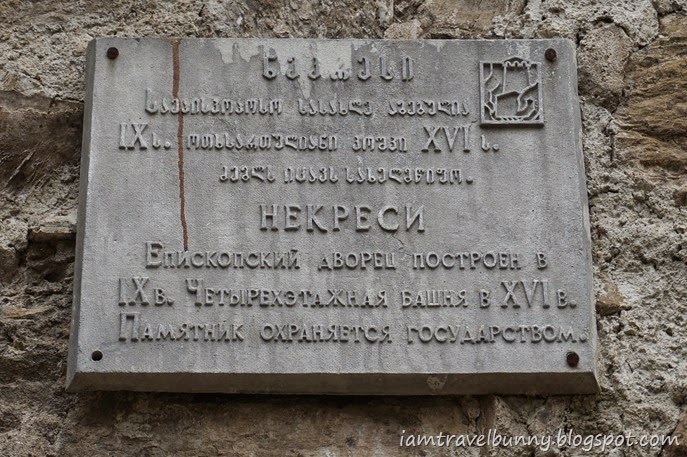 ნეკრესი
საეპისკოპოსო სასახლე აგებულია
IX ს. ოთხსართულიანი კოშკი XVI ს.
ძეგლს იცავს სახელმწიფო.
НЕКРЕСИ
Епископский дворец построен в
IX в. Четырехэтажная башня в XVI в.
Памятник охраняется государством.
iamtravelbunny.blogspot.com